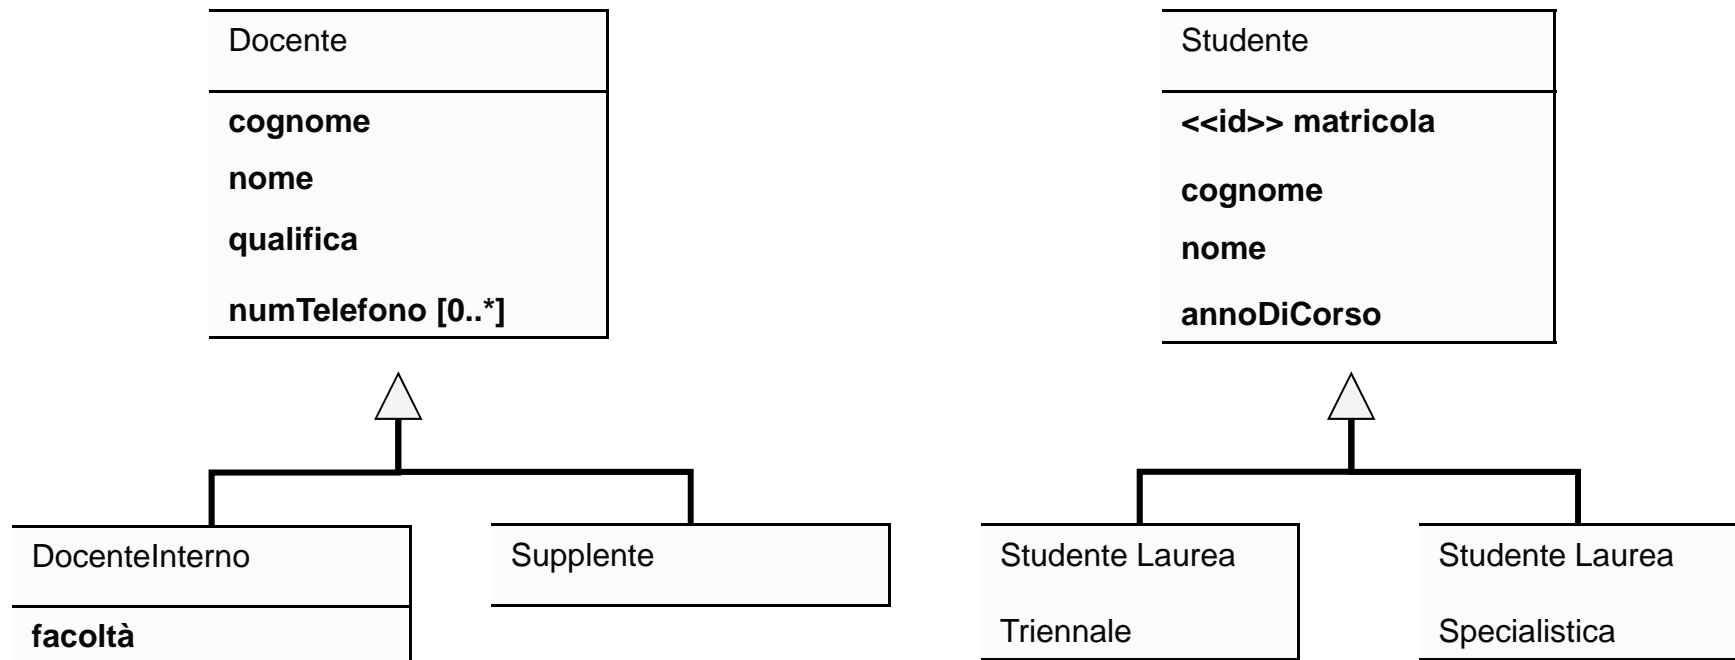 Docente
cognome
nome
qualifica
numTelefono [0..*]
Studente
<<id>> matricola
cognome
nome
annoDiCorso
DocenteInterno
facoltà
Supplente
Studente Laurea
Triennale
Studente Laurea
Specialistica